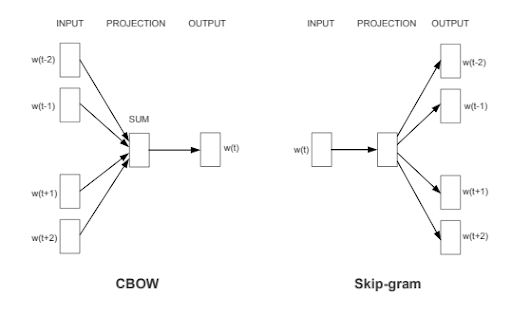 INPUT PROJECTION OUTPUT
w(t-2)
w(t-1)
SUM
w(t)
w(t+1)
w(t+2)
CBOW
INPUT PROJECTION OUTPUT
w(t-2)
w(t-1)
w(t)
w(t+1)
w(t+2)
Skip-gram